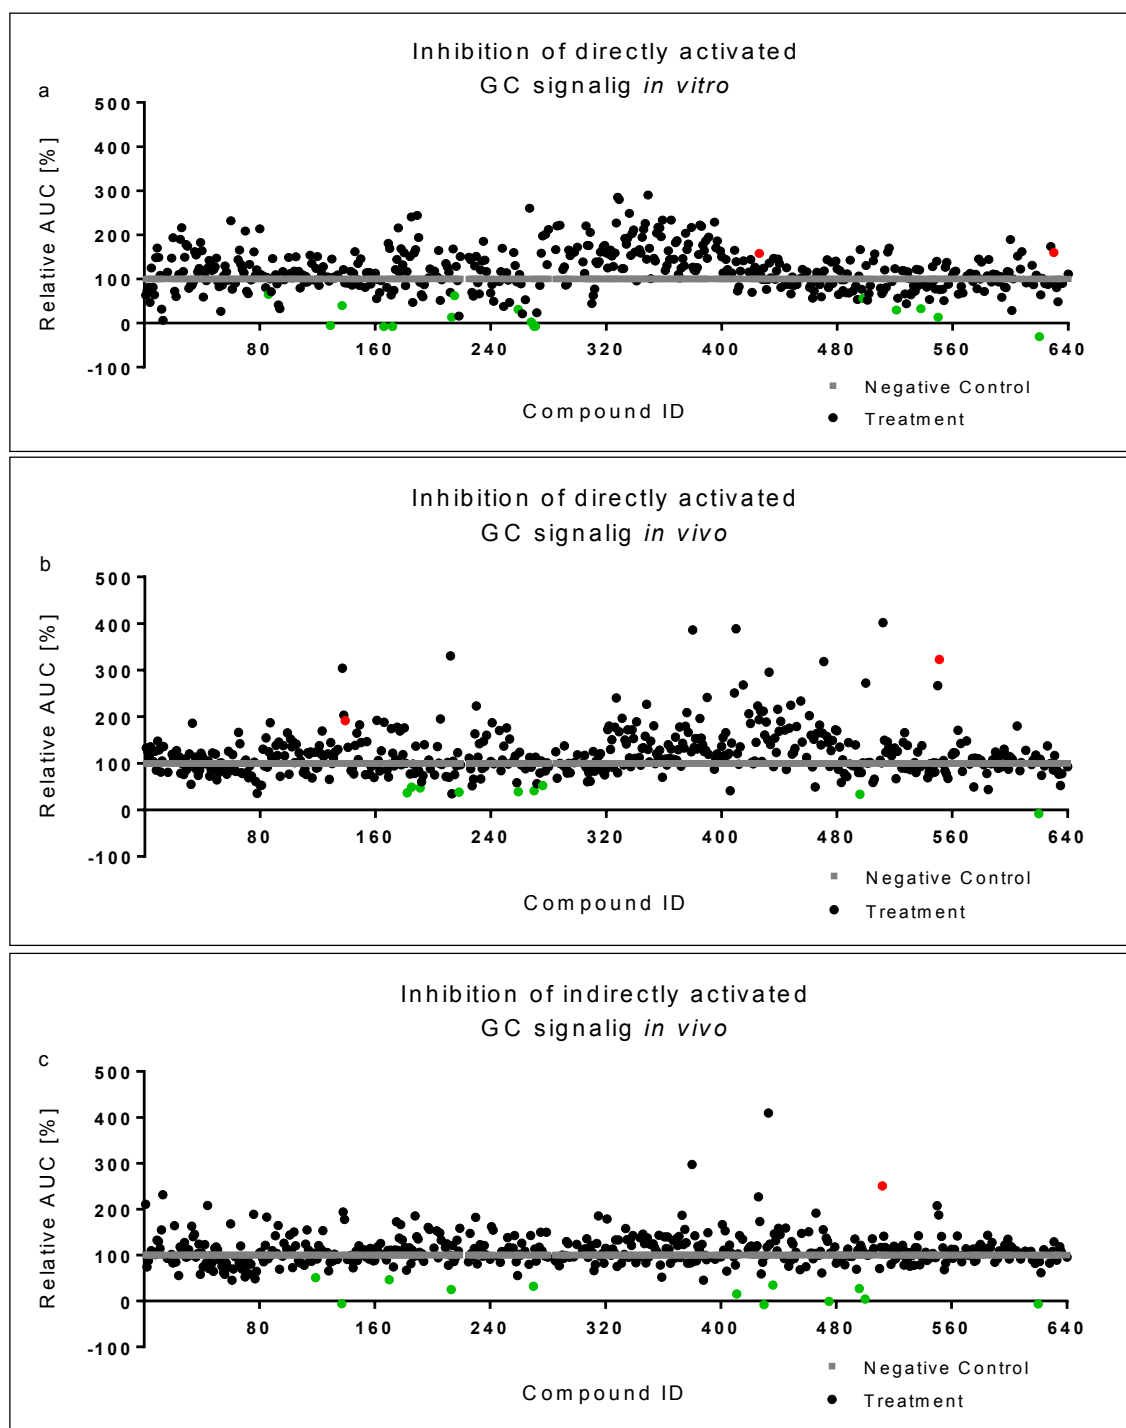 Inhibition of directly activated
GC signalig in vitro
a
500
400
300
200
100
0
-100
Relative AUC [%]
80 160 240 320 400 480 560 640
Compound ID
Negative Control
Treatment
Inhibition of directly activated
GC signalig in vivo
b
500
400
300
200
100
0
-100
Relative AUC [%]
80 160 240 320 400 480 560 640
Compound ID
Negative Control
Treatment
Inhibition of indirectly activated
GC signalig in vivo
c
500
400
300
200
100
0
-100
Relative AUC [%]
80 160 240 320 400 480 560 640
Compound ID
Negative Control
Treatment